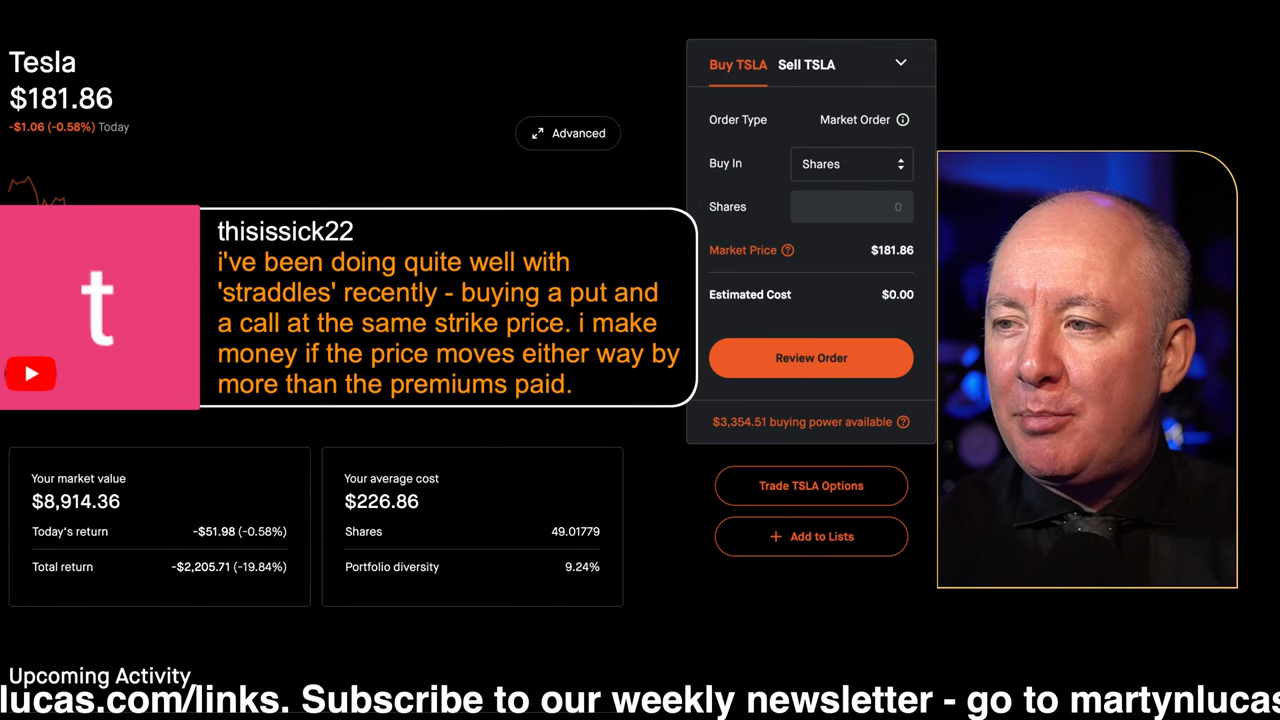 Tesla
$181.86
-$1.06 (-0.58%) Today
Advanced
Buy TSLA Sell TSLA
Order Type Market Order
Buy In Shares
Shares 0
Market Price $181.86
Estimated Cost $0.00
Review Order
$3,354.51 buying power available
Trade TSLA Options
Add to Lists
t
thisissick22
i've been doing quite well with
'straddles' recently - buying a put and
a call at the same strike price. i make
money if the price moves either way by
more than the premiums paid.
Your market value
$8,914.36
Today's return -$51.98 (-0.58%)
Total return -$2,205.71 (-19.84%)
Your average cost
$226.86
Shares 49.01779
Portfolio diversity 9.24%
Upcoming Activity
lucas.com/links. Subscribe to our weekly newsletter - go to martynlucas